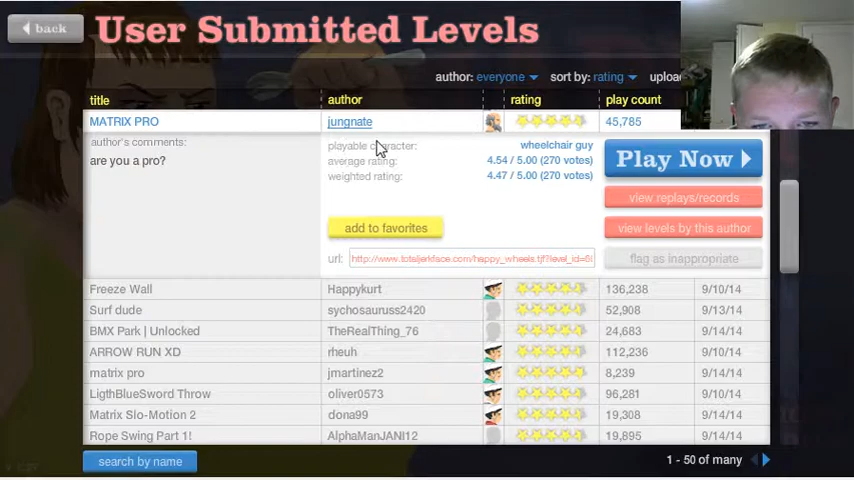 back
User Submitted Levels
author: everyone sort by: rating
title author rating play count
MATRIX PRO jungnate 45,785
author's comments:
are you a pro?
playable character: wheelchair guy
average rating: 4.54 / 5.00 (270 votes)
weighted rating: 4.47 / 5.00 (270 votes)
Play Now
view replays/records
add to favorites
view levels by this author
url:
flag as inappropriate
Freeze Wall Happykurt 136,238 9/10/14
Surf dude sychosauruss2420 52,908 9/13/14
BMX Park | Unlocked TheRealThing_76 24,683 9/14/14
ARROW RUN XD rheuh 112,236 9/10/14
matrix pro jmartinez2 8,239 9/14/14
LigthBlueSword Throw oliver0573 96,281 9/14/14
Matrix Slo-Motion 2 dona99 19,308 9/14/14
Rope Swing Part 1! AlphaManJANI12 19,895 9/14/14
search by name
1 - 50 of many